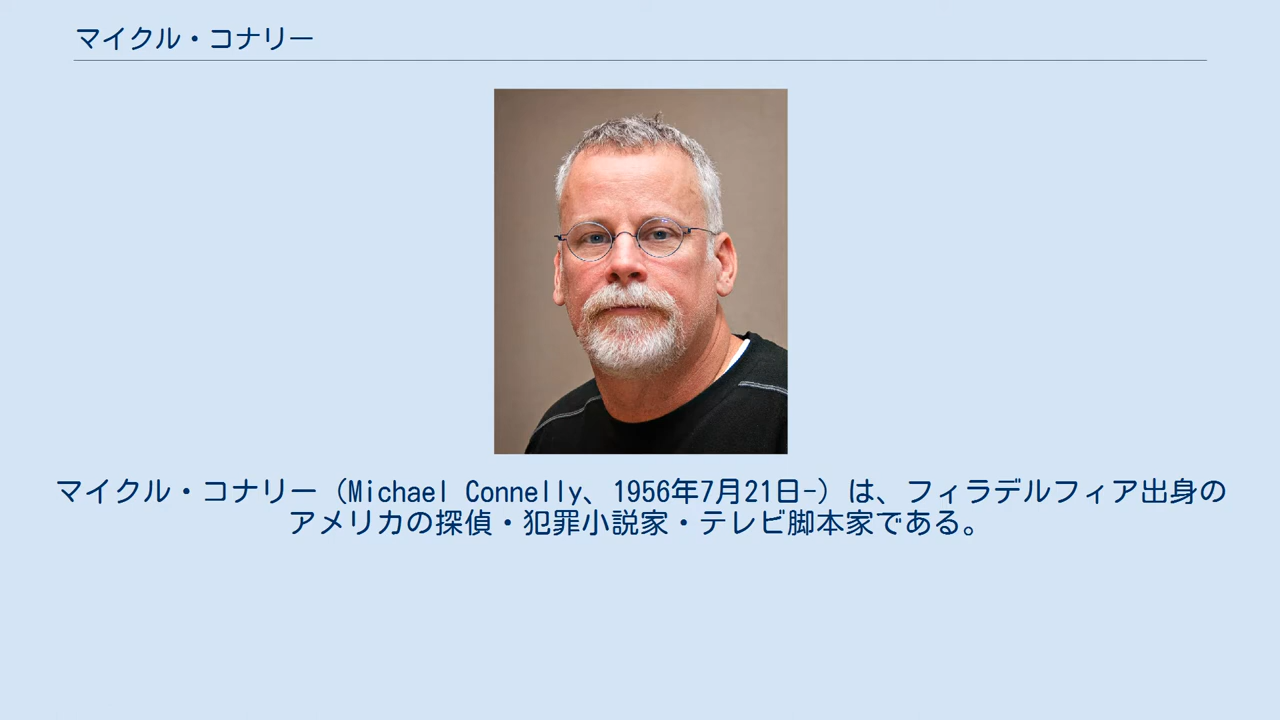 マイクル・コナリー
マイクル・コナリー（Michael Connelly、1956年7月21日-）は、フィラデルフィア出身の
アメリカの探偵・犯罪小説家・テレビ脚本家である。